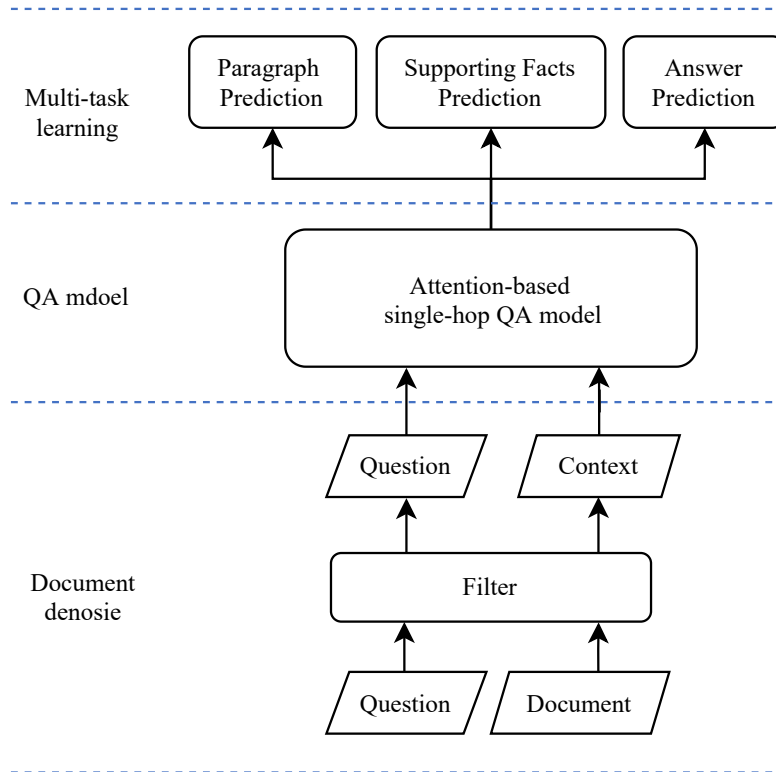 Multi-task
learning
Paragraph
Prediction
Supporting Facts
Prediction
Answer
Prediction
QA mdoel
Attention-based
single-hop QA model
Question
Context
Document
denosie
Filter
Question
Document